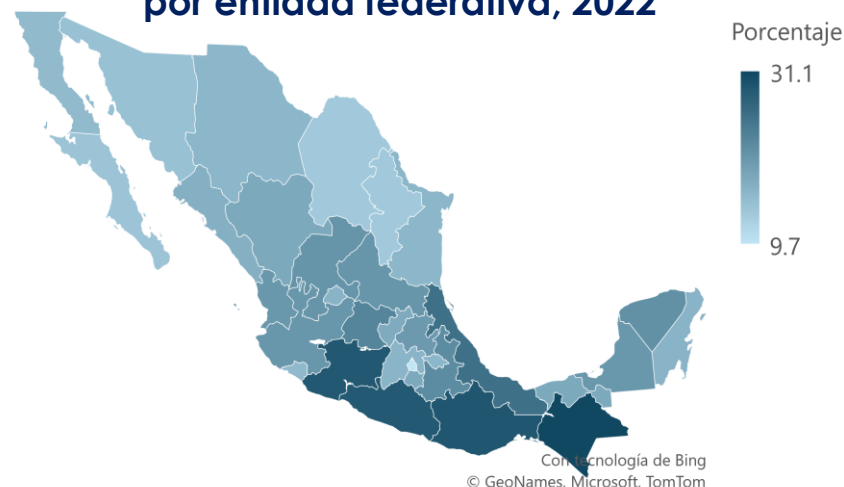 por entidad federativa, 2022
Porcentaje
31.1
9.7
Con tecnología de Bing
© GeoNames, Microsoft, TomTom